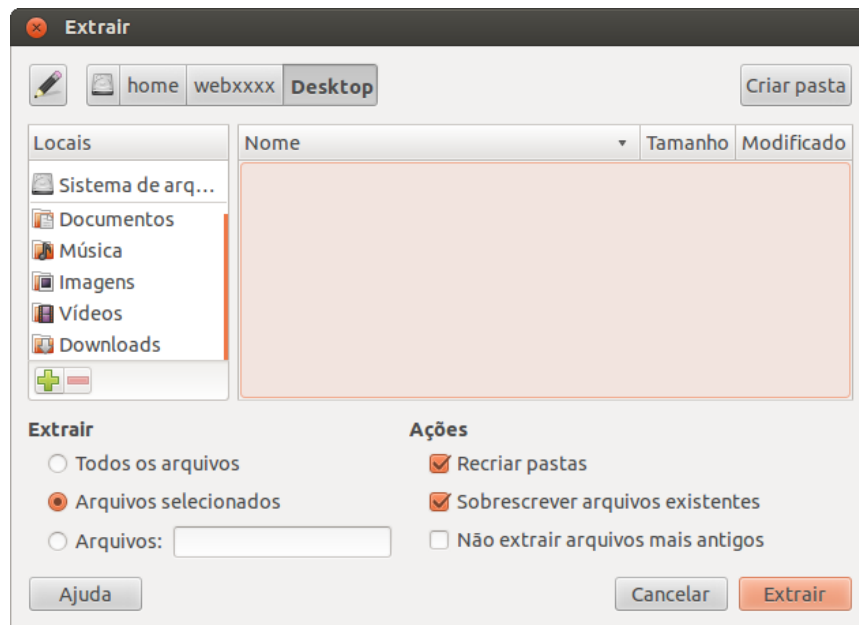 Extrair
home webxxxx Desktop Criar pasta
Locais Nome Tamanho Modificado
Sistema de arq...
Documentos
Música
Imagens
Vídeos
Downloads
Extrair Ações
Todos os arquivos Recriar pastas
Arquivos selecionados Sobrescrever arquivos existentes
Arquivos: Não extrair arquivos mais antigos
Ajuda Cancelar Extrair